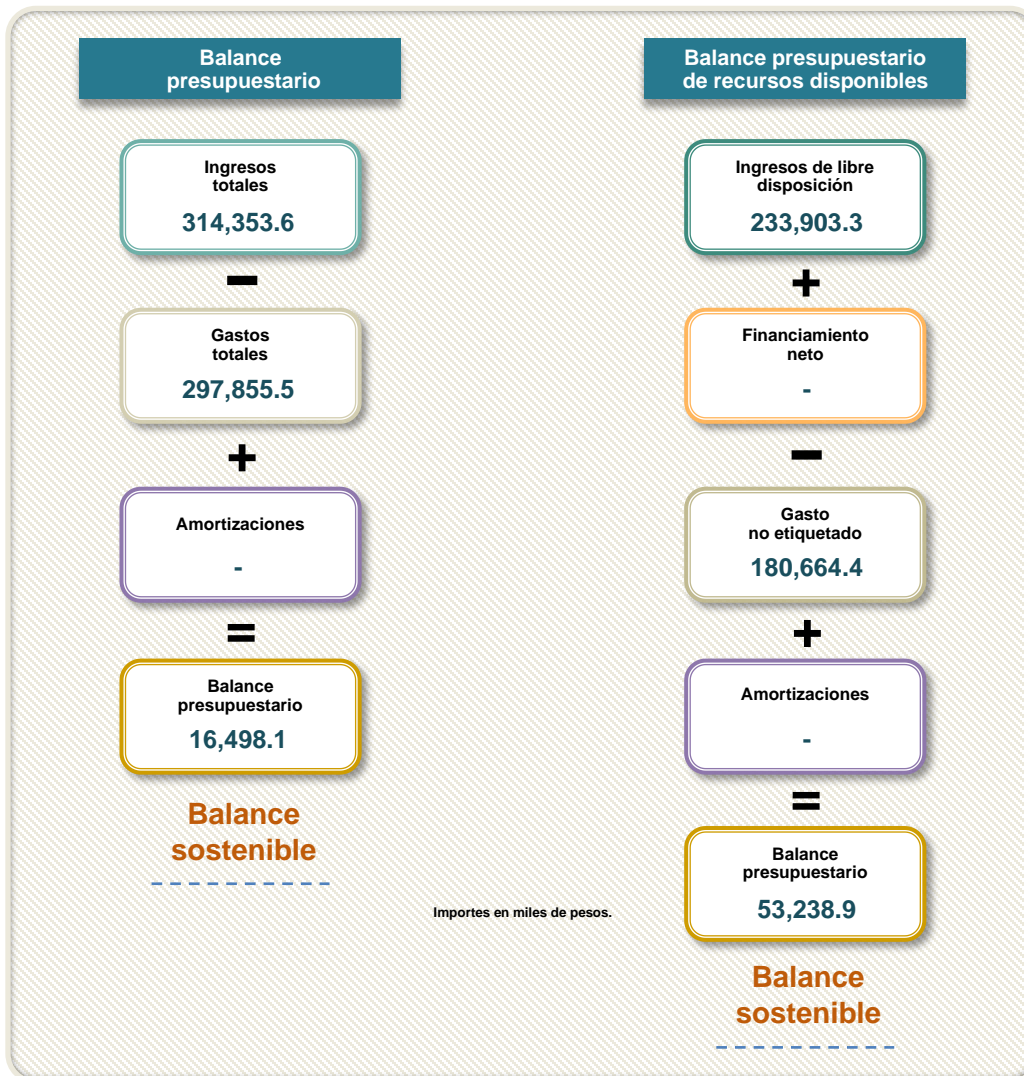 Balance
presupuestario
Ingresos
totales
314,353.6
−
Gastos
totales
297,855.5
+
Amortizaciones
-
=
Balance
presupuestario
16,498.1
Balance
sostenible
Balance presupuestario
de recursos disponibles
Ingresos de libre
disposición
233,903.3
+
Financiamiento
neto
-
−
Gasto
no etiquetado
180,664.4
+
Amortizaciones
-
=
Balance
presupuestario
53,238.9
Balance
sostenible
Importes en miles de pesos.